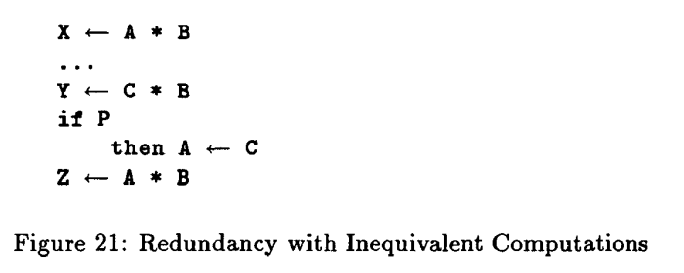 X ← A * B
...
Y ← C * B
if P
then A ← C
Z ← A * B
Figure 21: Redundancy with Inequivalent Computations